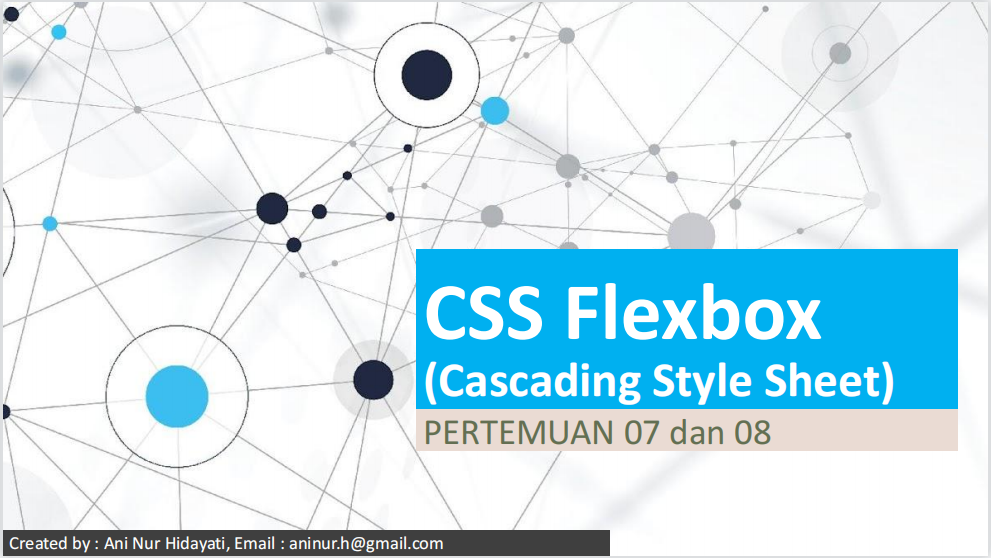 CSS Flexbox
(Cascading Style Sheet)
PERTEMUAN 07 dan 08
Created by : Ani Nur Hidayati, Email : aninur.h@gmail.com